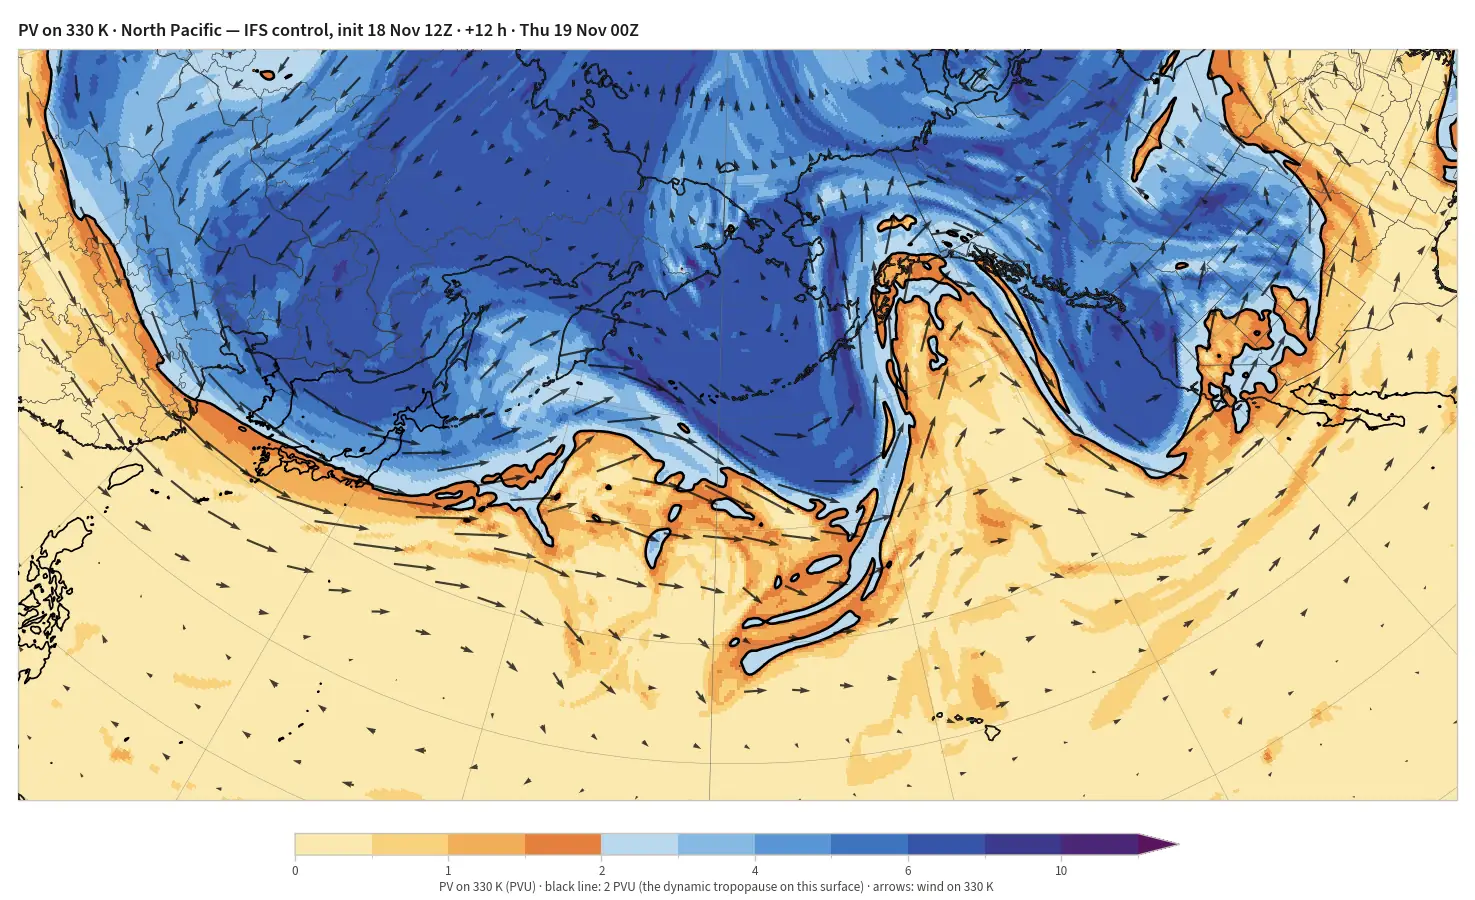 PV on 330 K · North Pacific — IFS control, init 18 Nov 12Z · +12 h · Thu 19 Nov 00Z
0 1 2 4 6 10
PV on 330 K (PVU) · black line: 2 PVU (the dynamic tropopause on this surface) · arrows: wind on 330 K